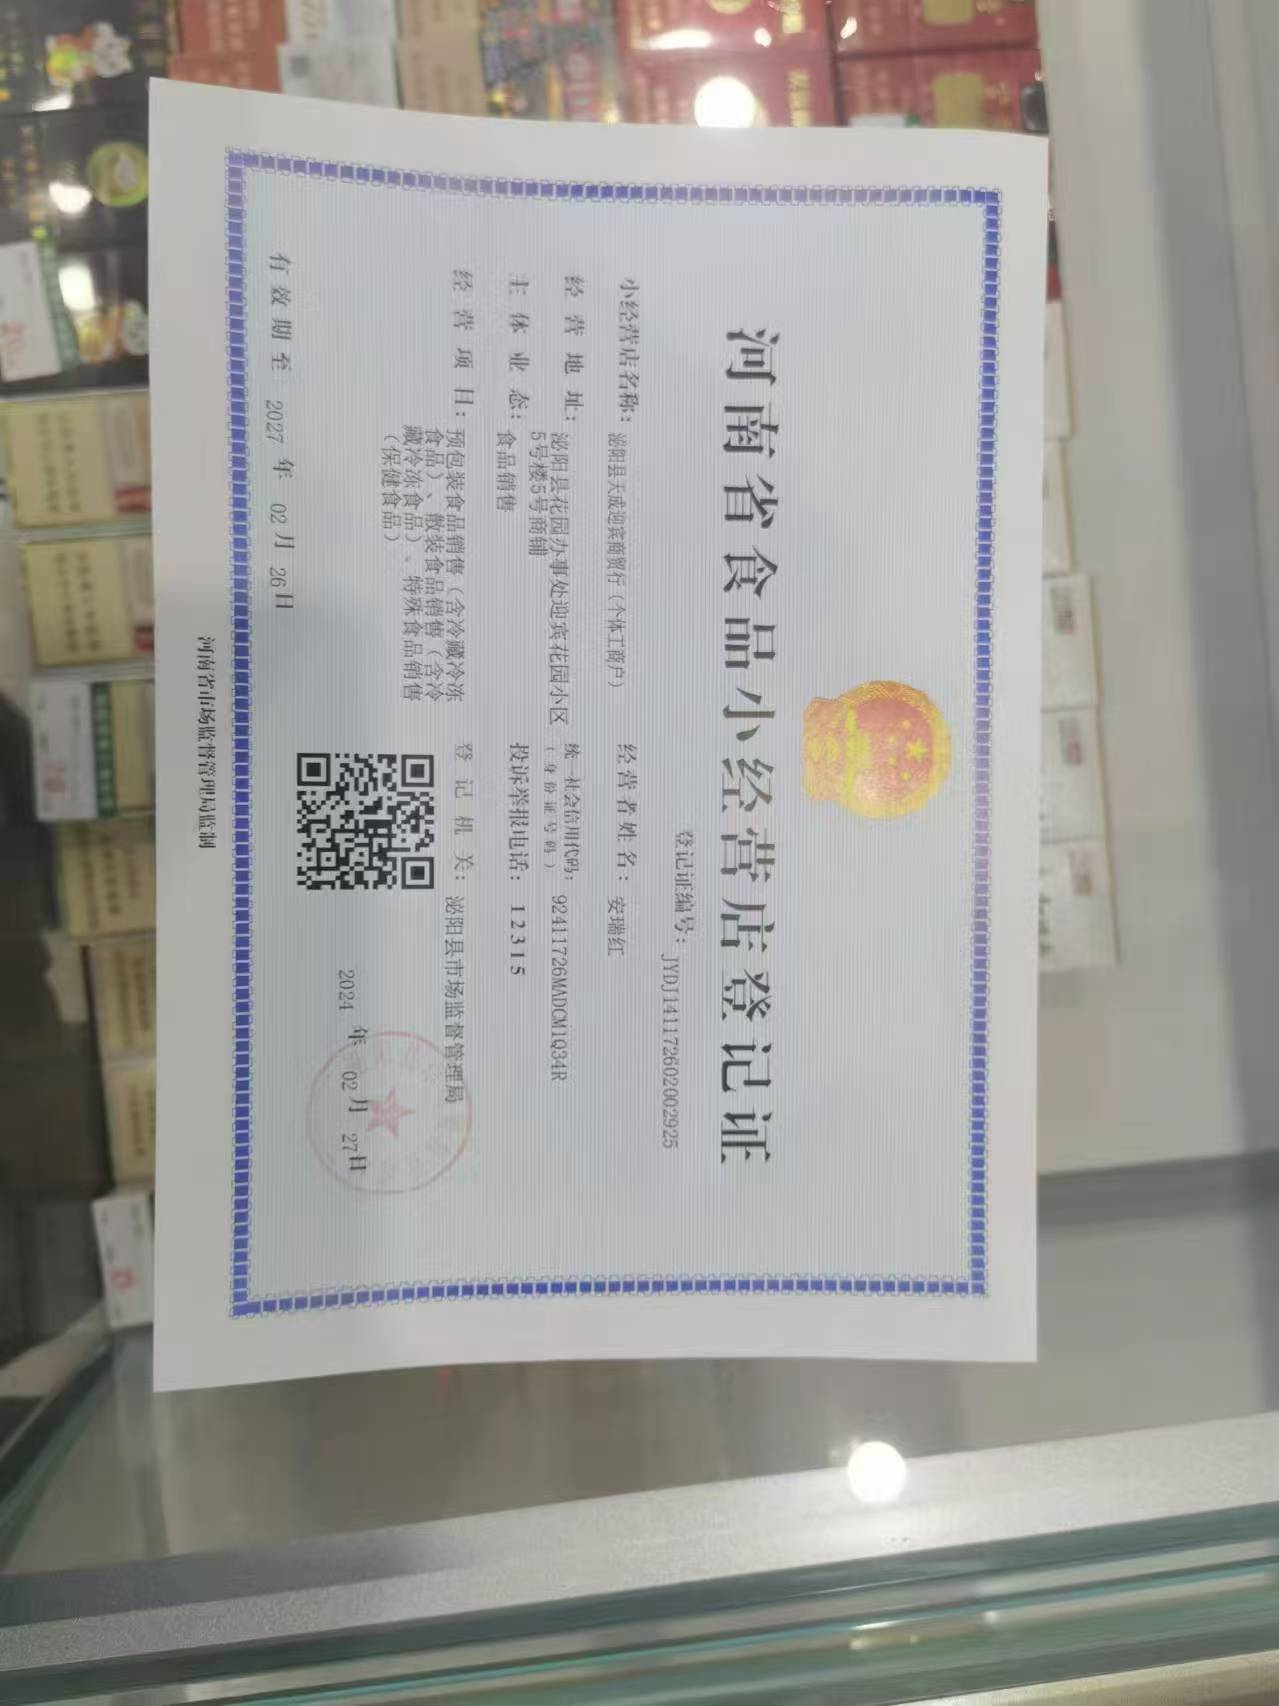 河南省食品小经营店登记证
登记证编号：JYDJ141172602002925
小经营店名称：泌阳县天成迎宾商贸行（个体工商户）
经营者姓名：安瑞红
经营地址：泌阳县花园办事处迎宾花园小区
5号楼5号商铺
统一社会信用代码：92411726MADCM1Q34R
（身份证号码）
主体业态：食品销售
投诉举报电话：12315
经营项目：预包装食品销售（含冷藏冷冻
食品）、散装食品销售（含冷
藏冷冻食品）、特殊食品销售
（保健食品）
登记机关：泌阳县市场监督管理局
2024年02月27日
有效期至2027年02月26日
河南省市场监督管理局监制